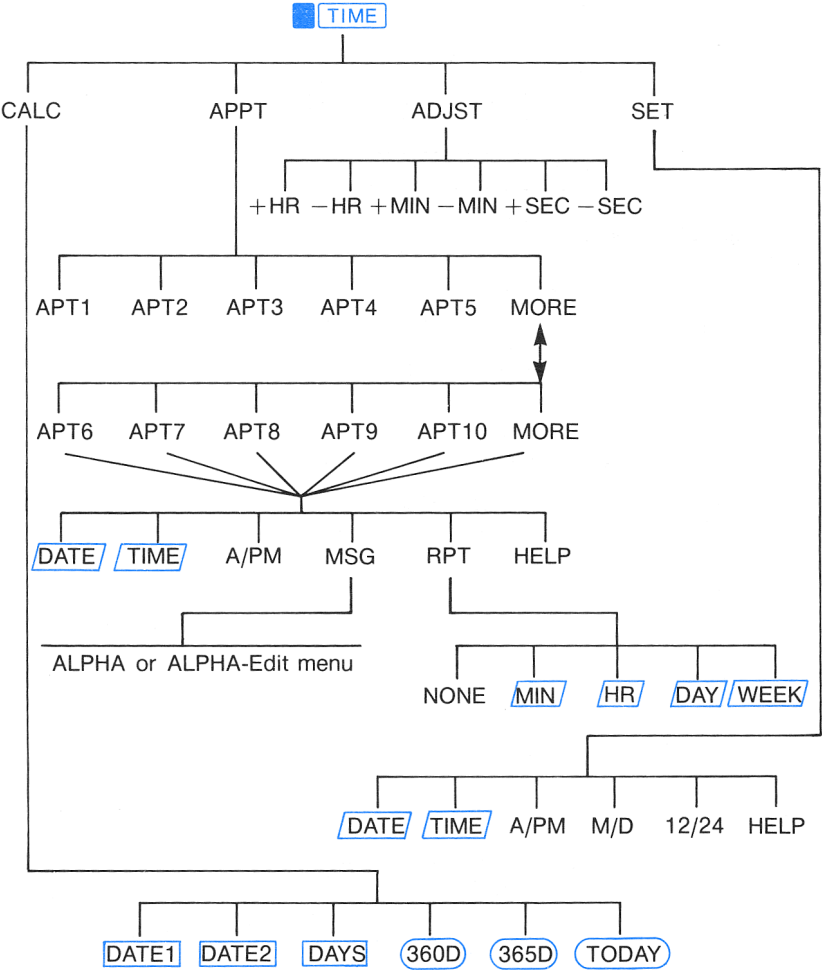 TIME
CALC APPT ADJST SET
+HR −HR +MIN −MIN +SEC −SEC
APT1 APT2 APT3 APT4 APT5 MORE
APT6 APT7 APT8 APT9 APT10 MORE
DATE TIME A/PM MSG RPT HELP
ALPHA or ALPHA-Edit menu
NONE MIN HR DAY WEEK
DATE TIME A/PM M/D 12/24 HELP
DATE1 DATE2 DAYS 360D 365D TODAY